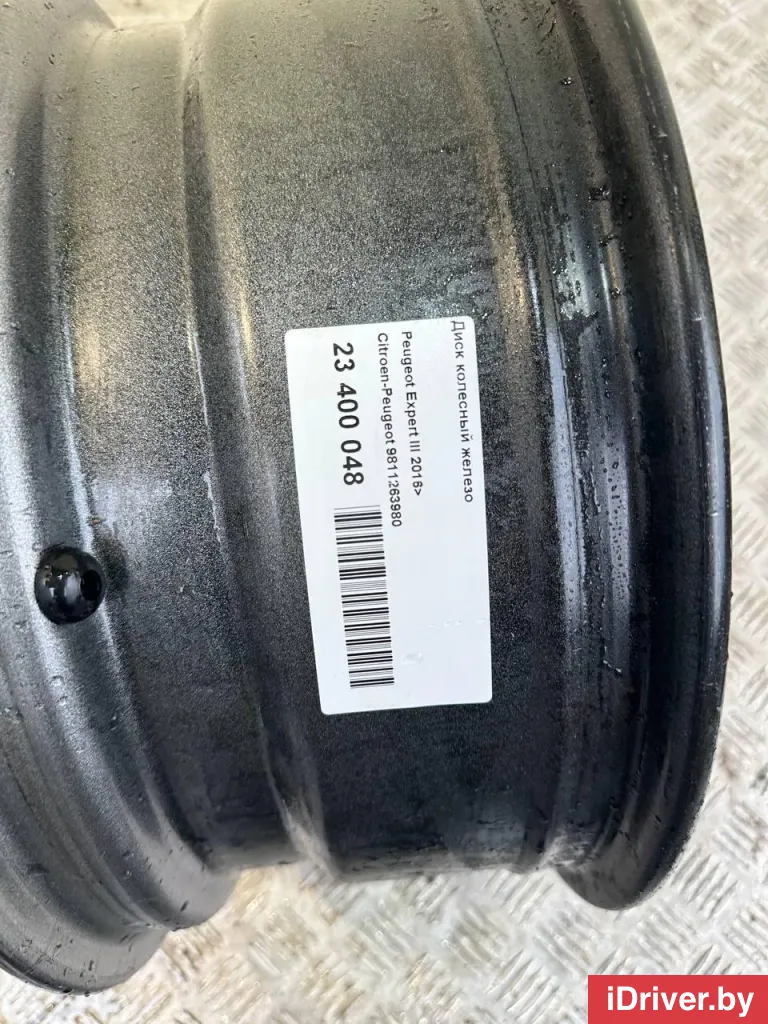 Диск колесный железо
Peugeot Expert III 2016>
Citroen-Peugeot 9811263980
23 400 048
iDriver.by